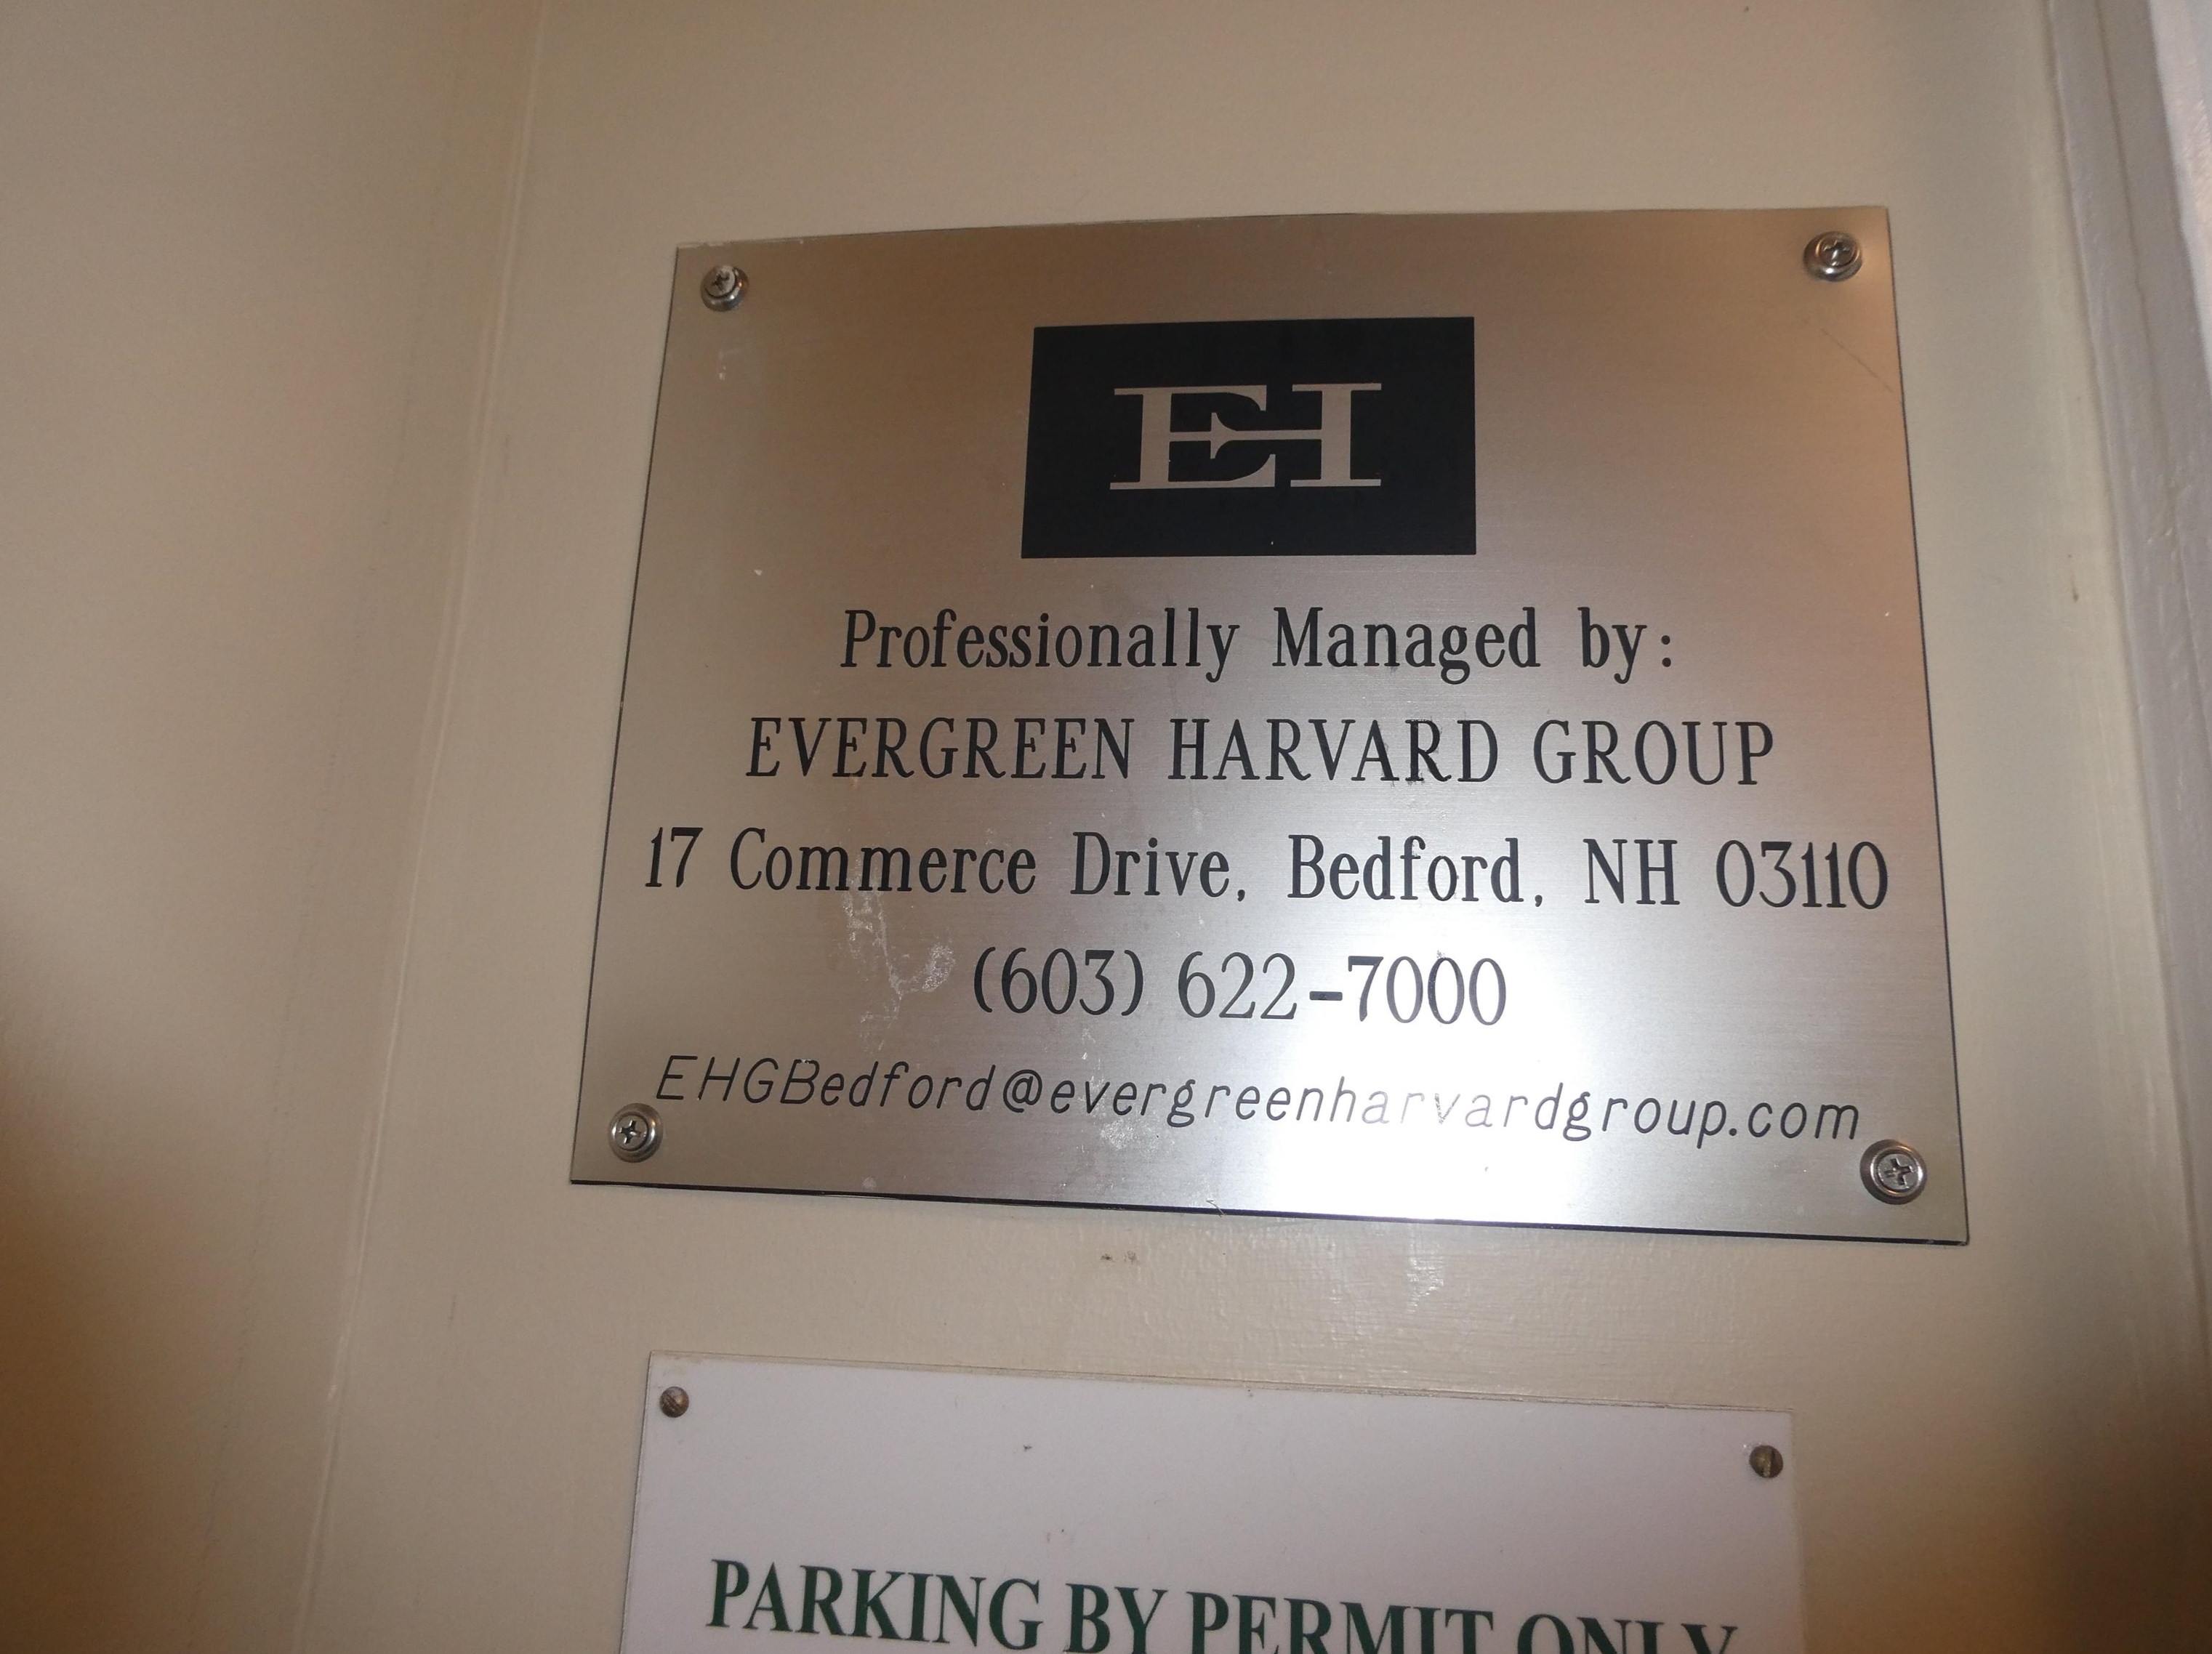 EH
Professionally Managed by:
EVERGREEN HARVARD GROUP
17 Commerce Drive, Bedford, NH 03110
(603) 622-7000
EHGBedford@evergreenharvardgroup.com
PARKING BY PERMIT ONLY